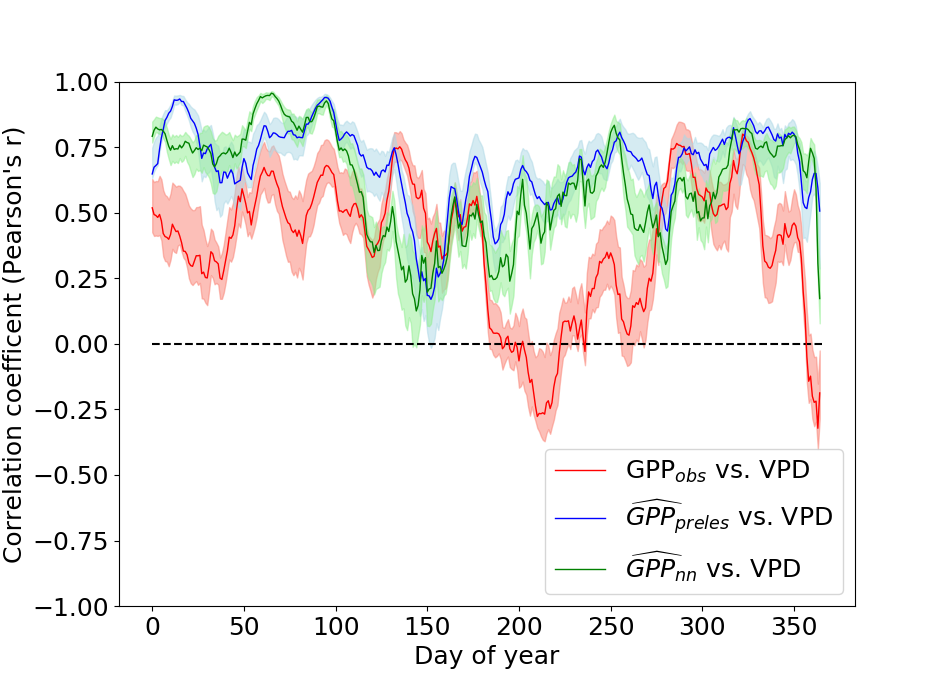 Correlation coefficent (Pearson's r)
1.00
0.75
0.50
0.25
0.00
−0.25
−0.50
−0.75
−1.00
GPPobs vs. VPD
GPPpreles vs. VPD
GPPnn vs. VPD
0 50 100 150 200 250 300 350
Day of year